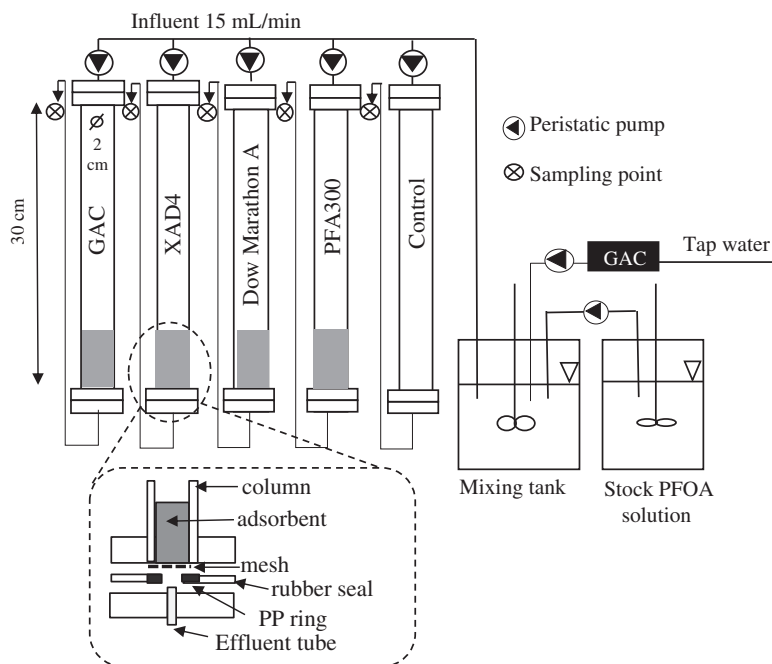 Influent 15 mL/min
30 cm
2
cm
GAC
XAD4
Dow Marathon A
PFA300
Control
Peristatic pump
Sampling point
GAC
Tap water
Mixing tank
Stock PFOA
solution
column
adsorbent
mesh
rubber seal
PP ring
Effluent tube